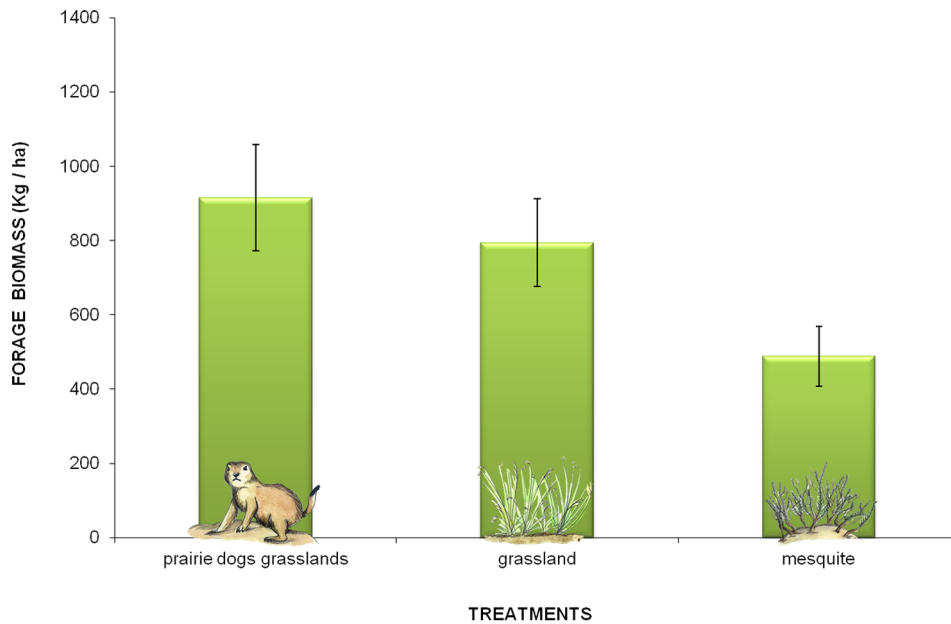 1400
1200
1000
800
600
400
200
0
FORAGE BIOMASS (Kg / ha)
prairie dogs grasslands
grassland
mesquite
TREATMENTS